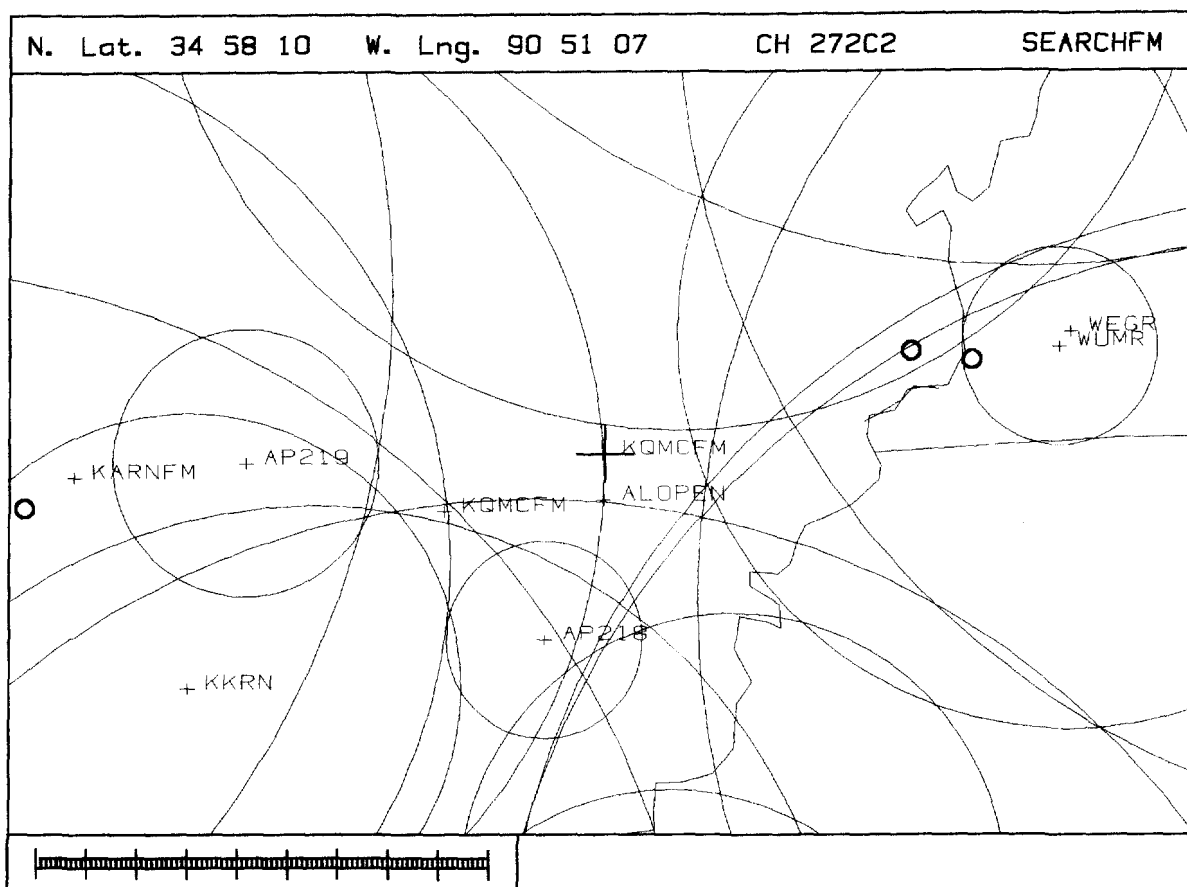 N. Lat. 34 58 10 W. Lng. 90 51 07 CH 272C2 SEARCHFM
WEGR
WUMR
KQMCFM
AP219
KARNFM
ALOPEN
KQMCFM
AP218
KKRN